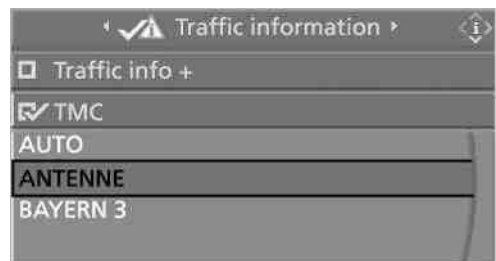 Traffic information
Traffic info +
TMC
AUTO
ANTENNE
BAYERN 3